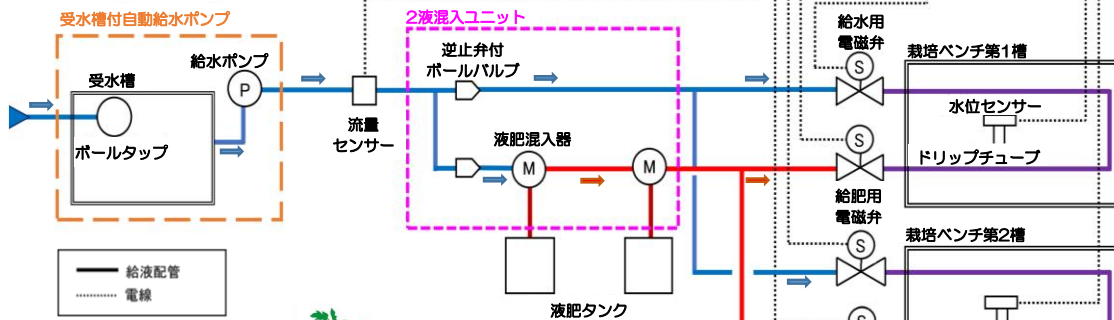 受水槽付自動給水ポンプ
2液混入ユニット
給水用
電磁弁
逆止弁付
ボールバルブ
給水ポンプ
受水槽
栽培ベンチ第1槽
S
P
水位センサー
流量
センサー
液肥混入器
S
ボールタップ
ドリップチューブ
M
M
給肥用
電磁弁
栽培ベンチ第2槽
S
給液配管
電線
液肥タンク
S